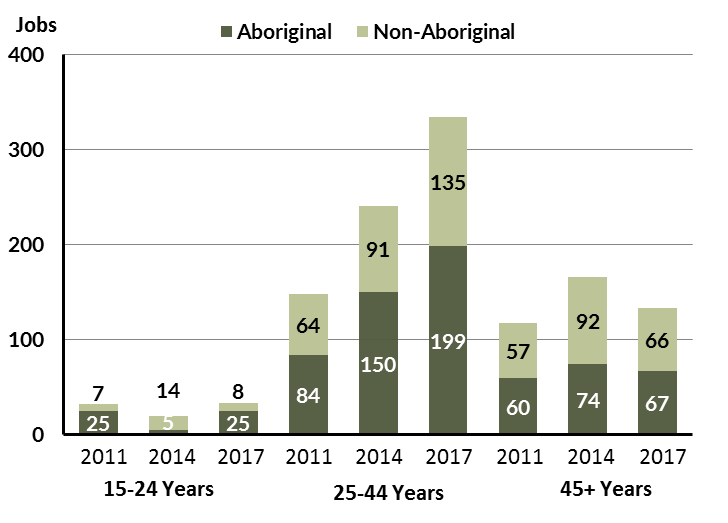 Jobs
Aboriginal Non-Aboriginal
400
300
200
100
0
7 14 8 64 91 135 57 92 66
25 5 25 84 150 199 60 74 67
2011 2014 2017 2011 2014 2017 2011 2014 2017
15-24 Years 25-44 Years 45+ Years